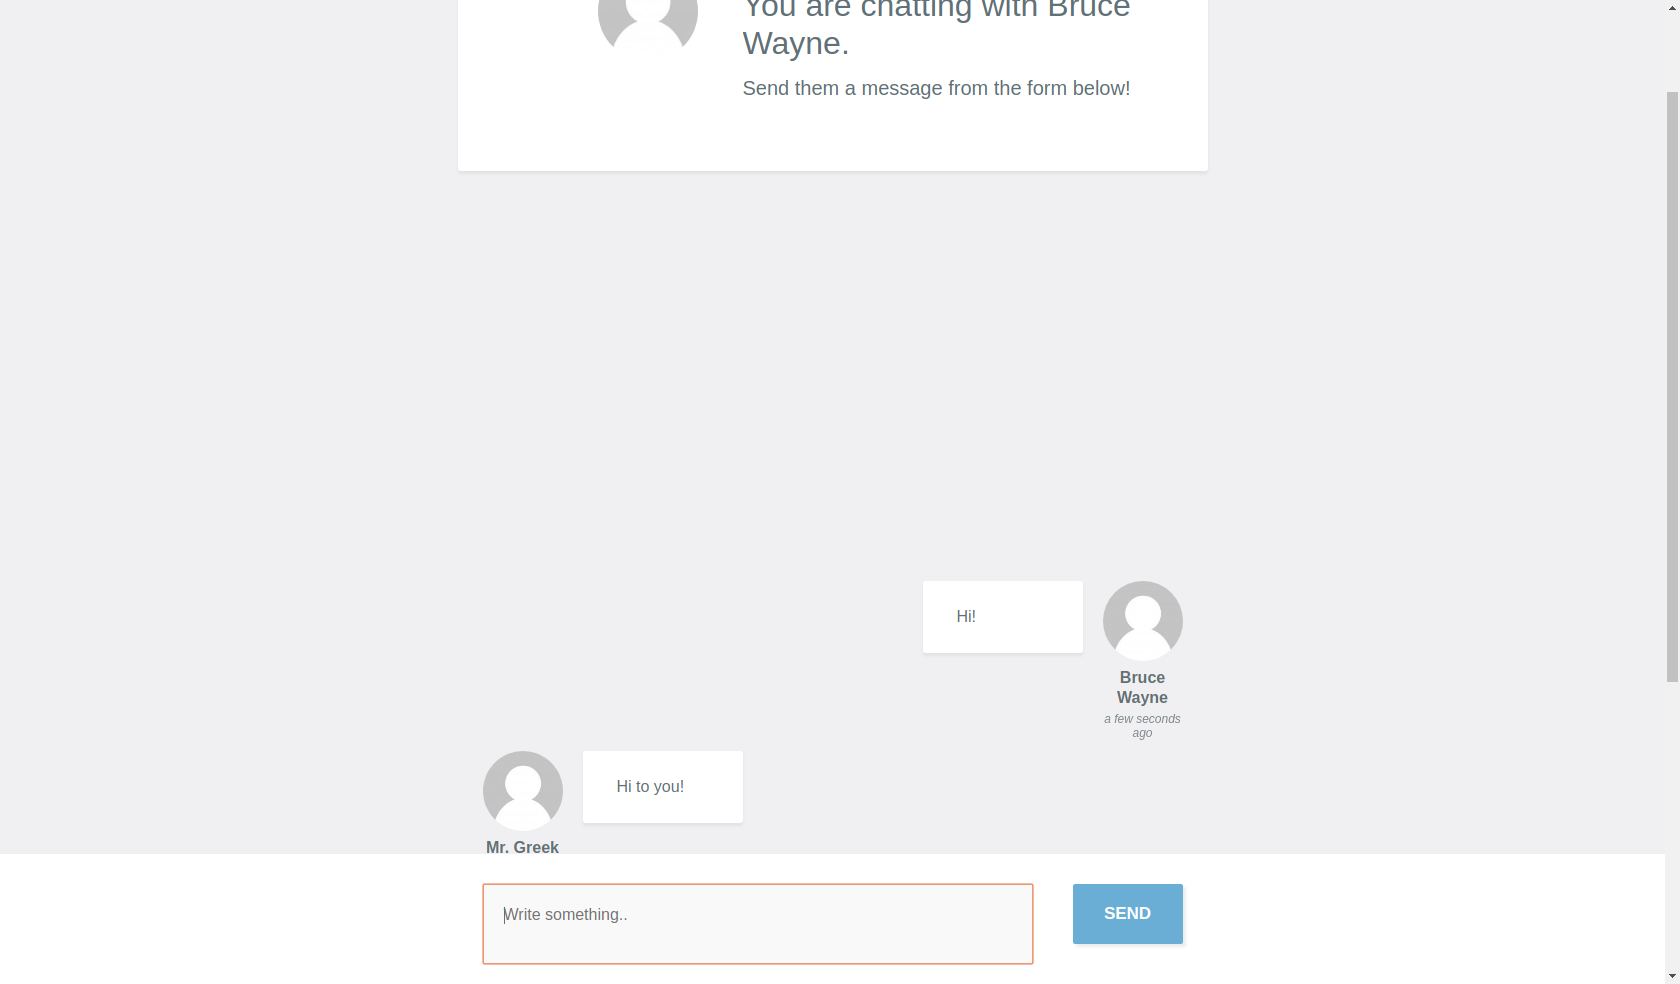 You are chatting with Bruce
Wayne.
Send them a message from the form below!
Hi!
Bruce
Wayne
a few seconds
ago
Hi to you!
Mr. Greek
Write something..
SEND